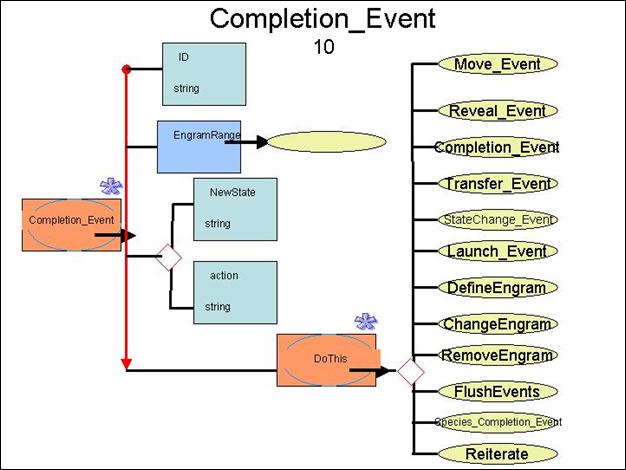 Completion_Event
10
ID
string
EngramRange
Completion_Event
NewState
string
action
string
DoThis
Move_Event
Reveal_Event
Completion_Event
Transfer_Event
StateChange_Event
Launch_Event
DefineEngram
ChangeEngram
RemoveEngram
FlushEvents
Species_Completion_Event
Reiterate